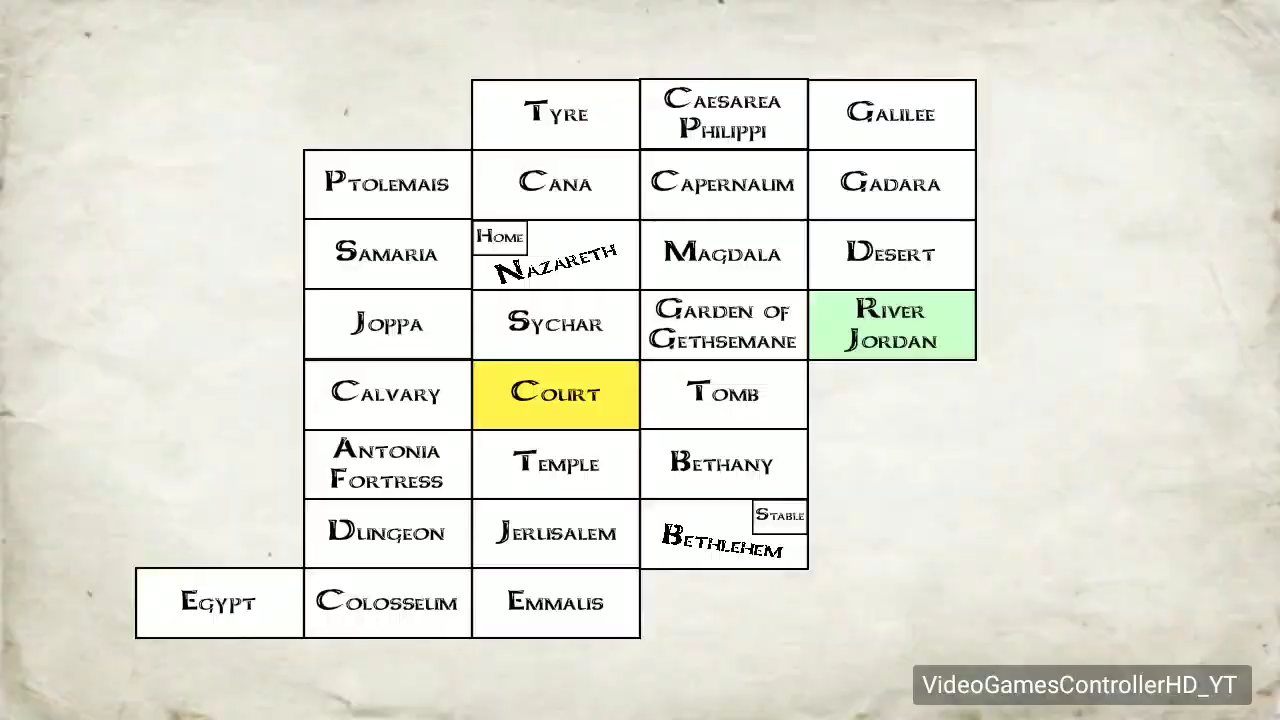 Tyre
Caesarea
Philippi
Galilee
Ptolemais
Cana
Capernaum
Gadara
Samaria
Home
Nazareth
Magdala
Desert
Joppa
Sychar
Garden of
Gethsemane
River
Jordan
Calvary
Court
Tomb
Antonia
Fortress
Temple
Bethany
Dungeon
Jerusalem
Stable
Bethlehem
Egypt
Colosseum
Emmaus
VideoGamesControllerHD_YT